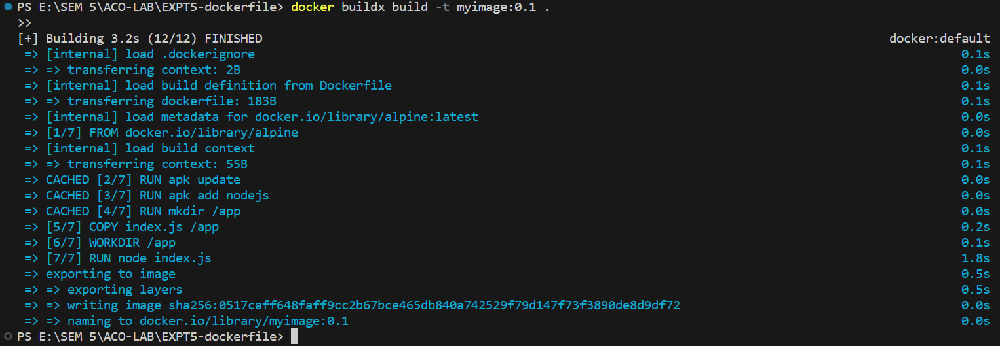 PS E:\SEM 5\ACO-LAB\EXPT5-dockerfile> docker buildx build -t myimage:0.1 .
>>
[+] Building 3.2s (12/12) FINISHED docker:default
=> [internal] load .dockerignore 0.1s
=> => transferring context: 2B 0.0s
=> [internal] load build definition from Dockerfile 0.1s
=> => transferring dockerfile: 183B 0.1s
=> [internal] load metadata for docker.io/library/alpine:latest 0.0s
=> [1/7] FROM docker.io/library/alpine 0.0s
=> [internal] load build context 0.1s
=> => transferring context: 55B 0.1s
=> CACHED [2/7] RUN apk update 0.0s
=> CACHED [3/7] RUN apk add nodejs 0.0s
=> CACHED [4/7] RUN mkdir /app 0.0s
=> [5/7] COPY index.js /app 0.2s
=> [6/7] WORKDIR /app 0.1s
=> [7/7] RUN node index.js 1.8s
=> exporting to image 0.5s
=> => exporting layers 0.5s
=> => writing image sha256:0517caff648faff9cc2b67bce465db840a742529f79d147f73f3890de8d9df72 0.0s
=> => naming to docker.io/library/myimage:0.1 0.0s
PS E:\SEM 5\ACO-LAB\EXPT5-dockerfile>